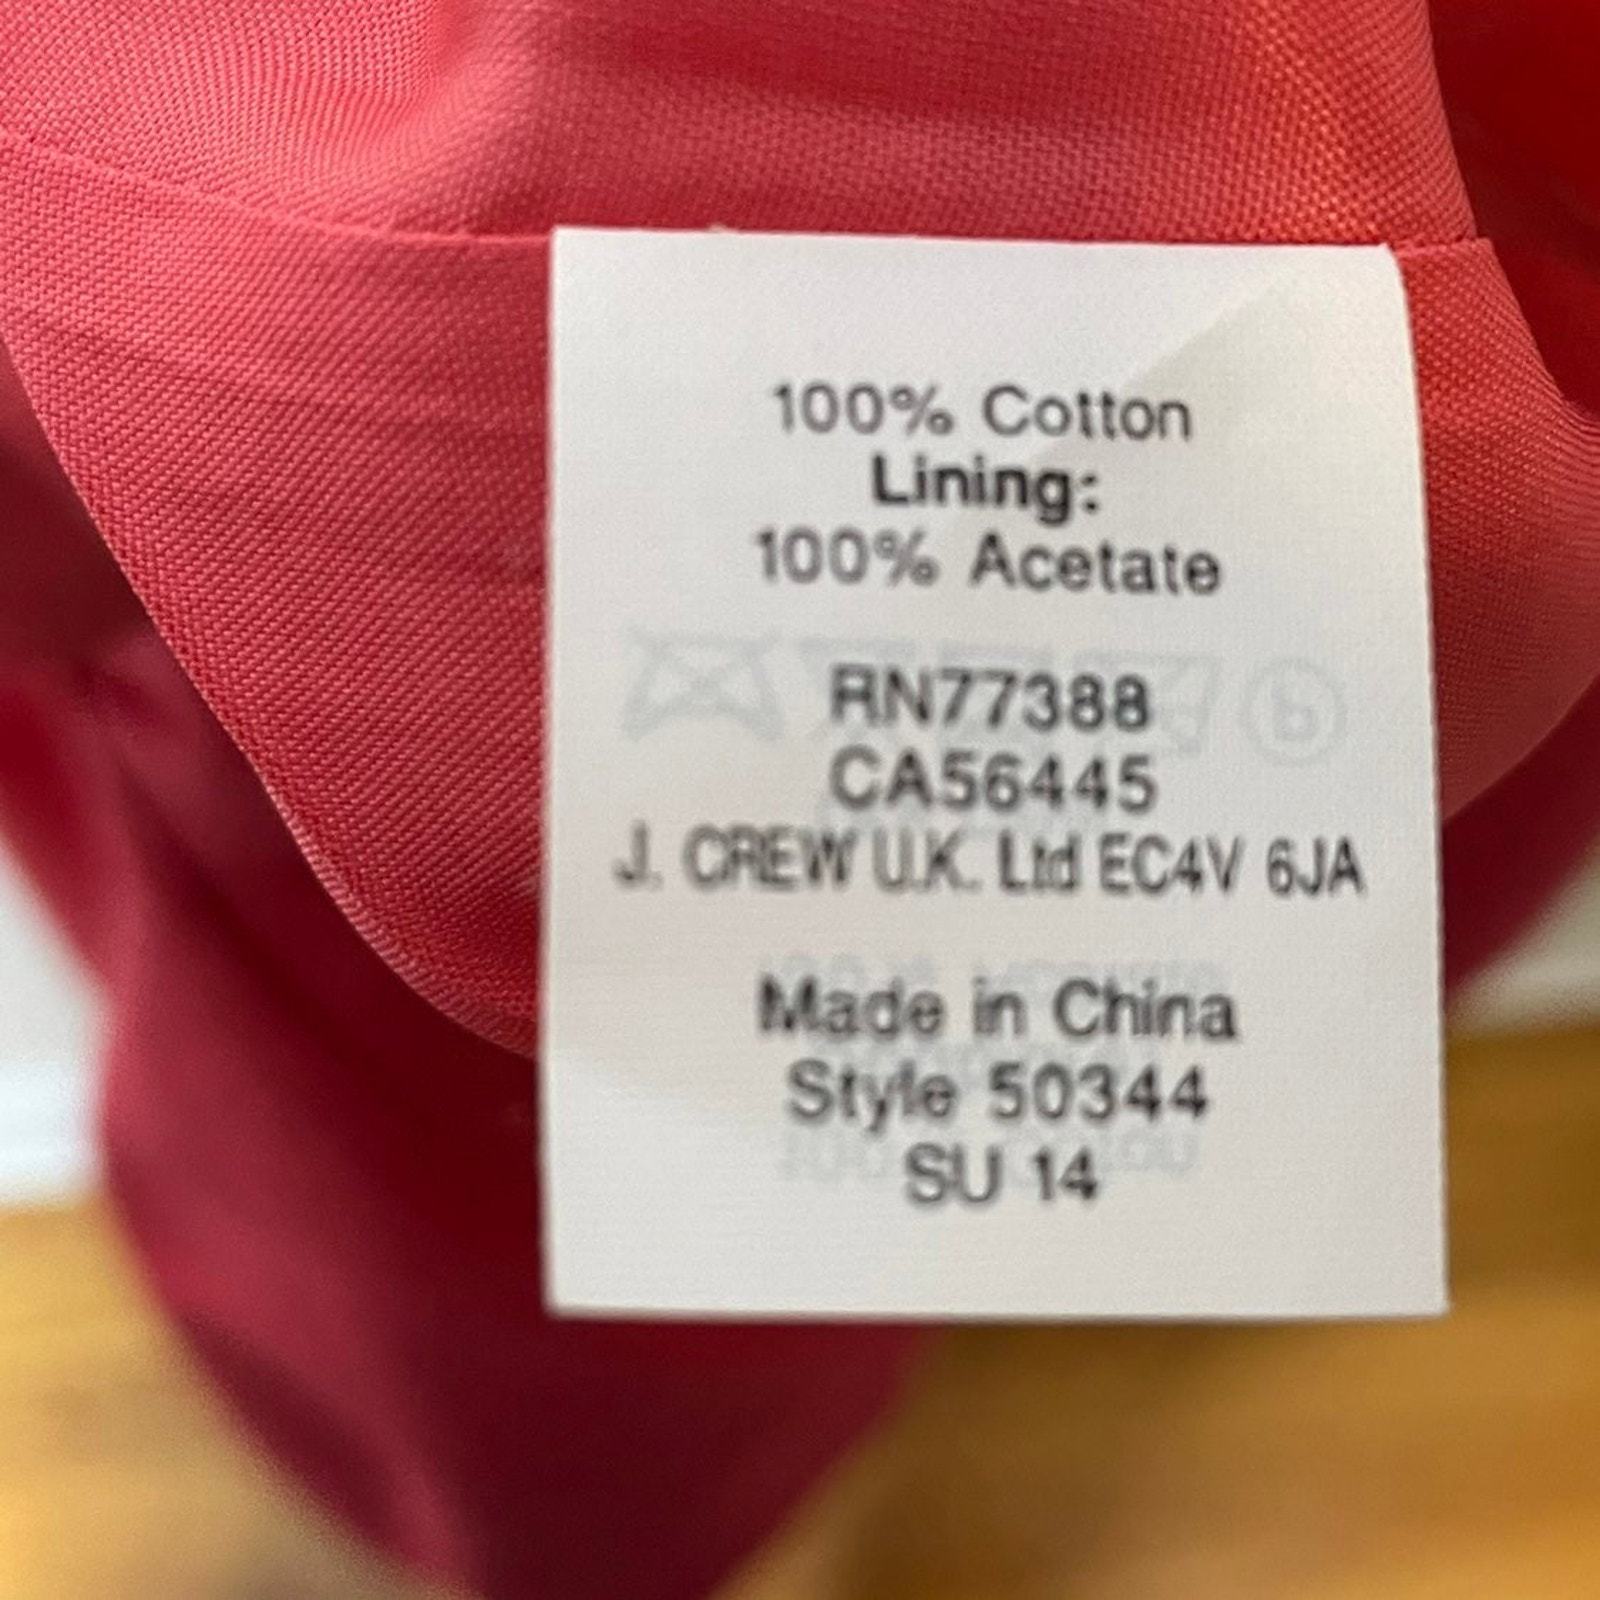 100% Cotton
Lining:
100% Acetate
RN77388
CA56445
J. CREW U.K. Ltd EC4V 6JA
Made in China
Style 50344
SU 14